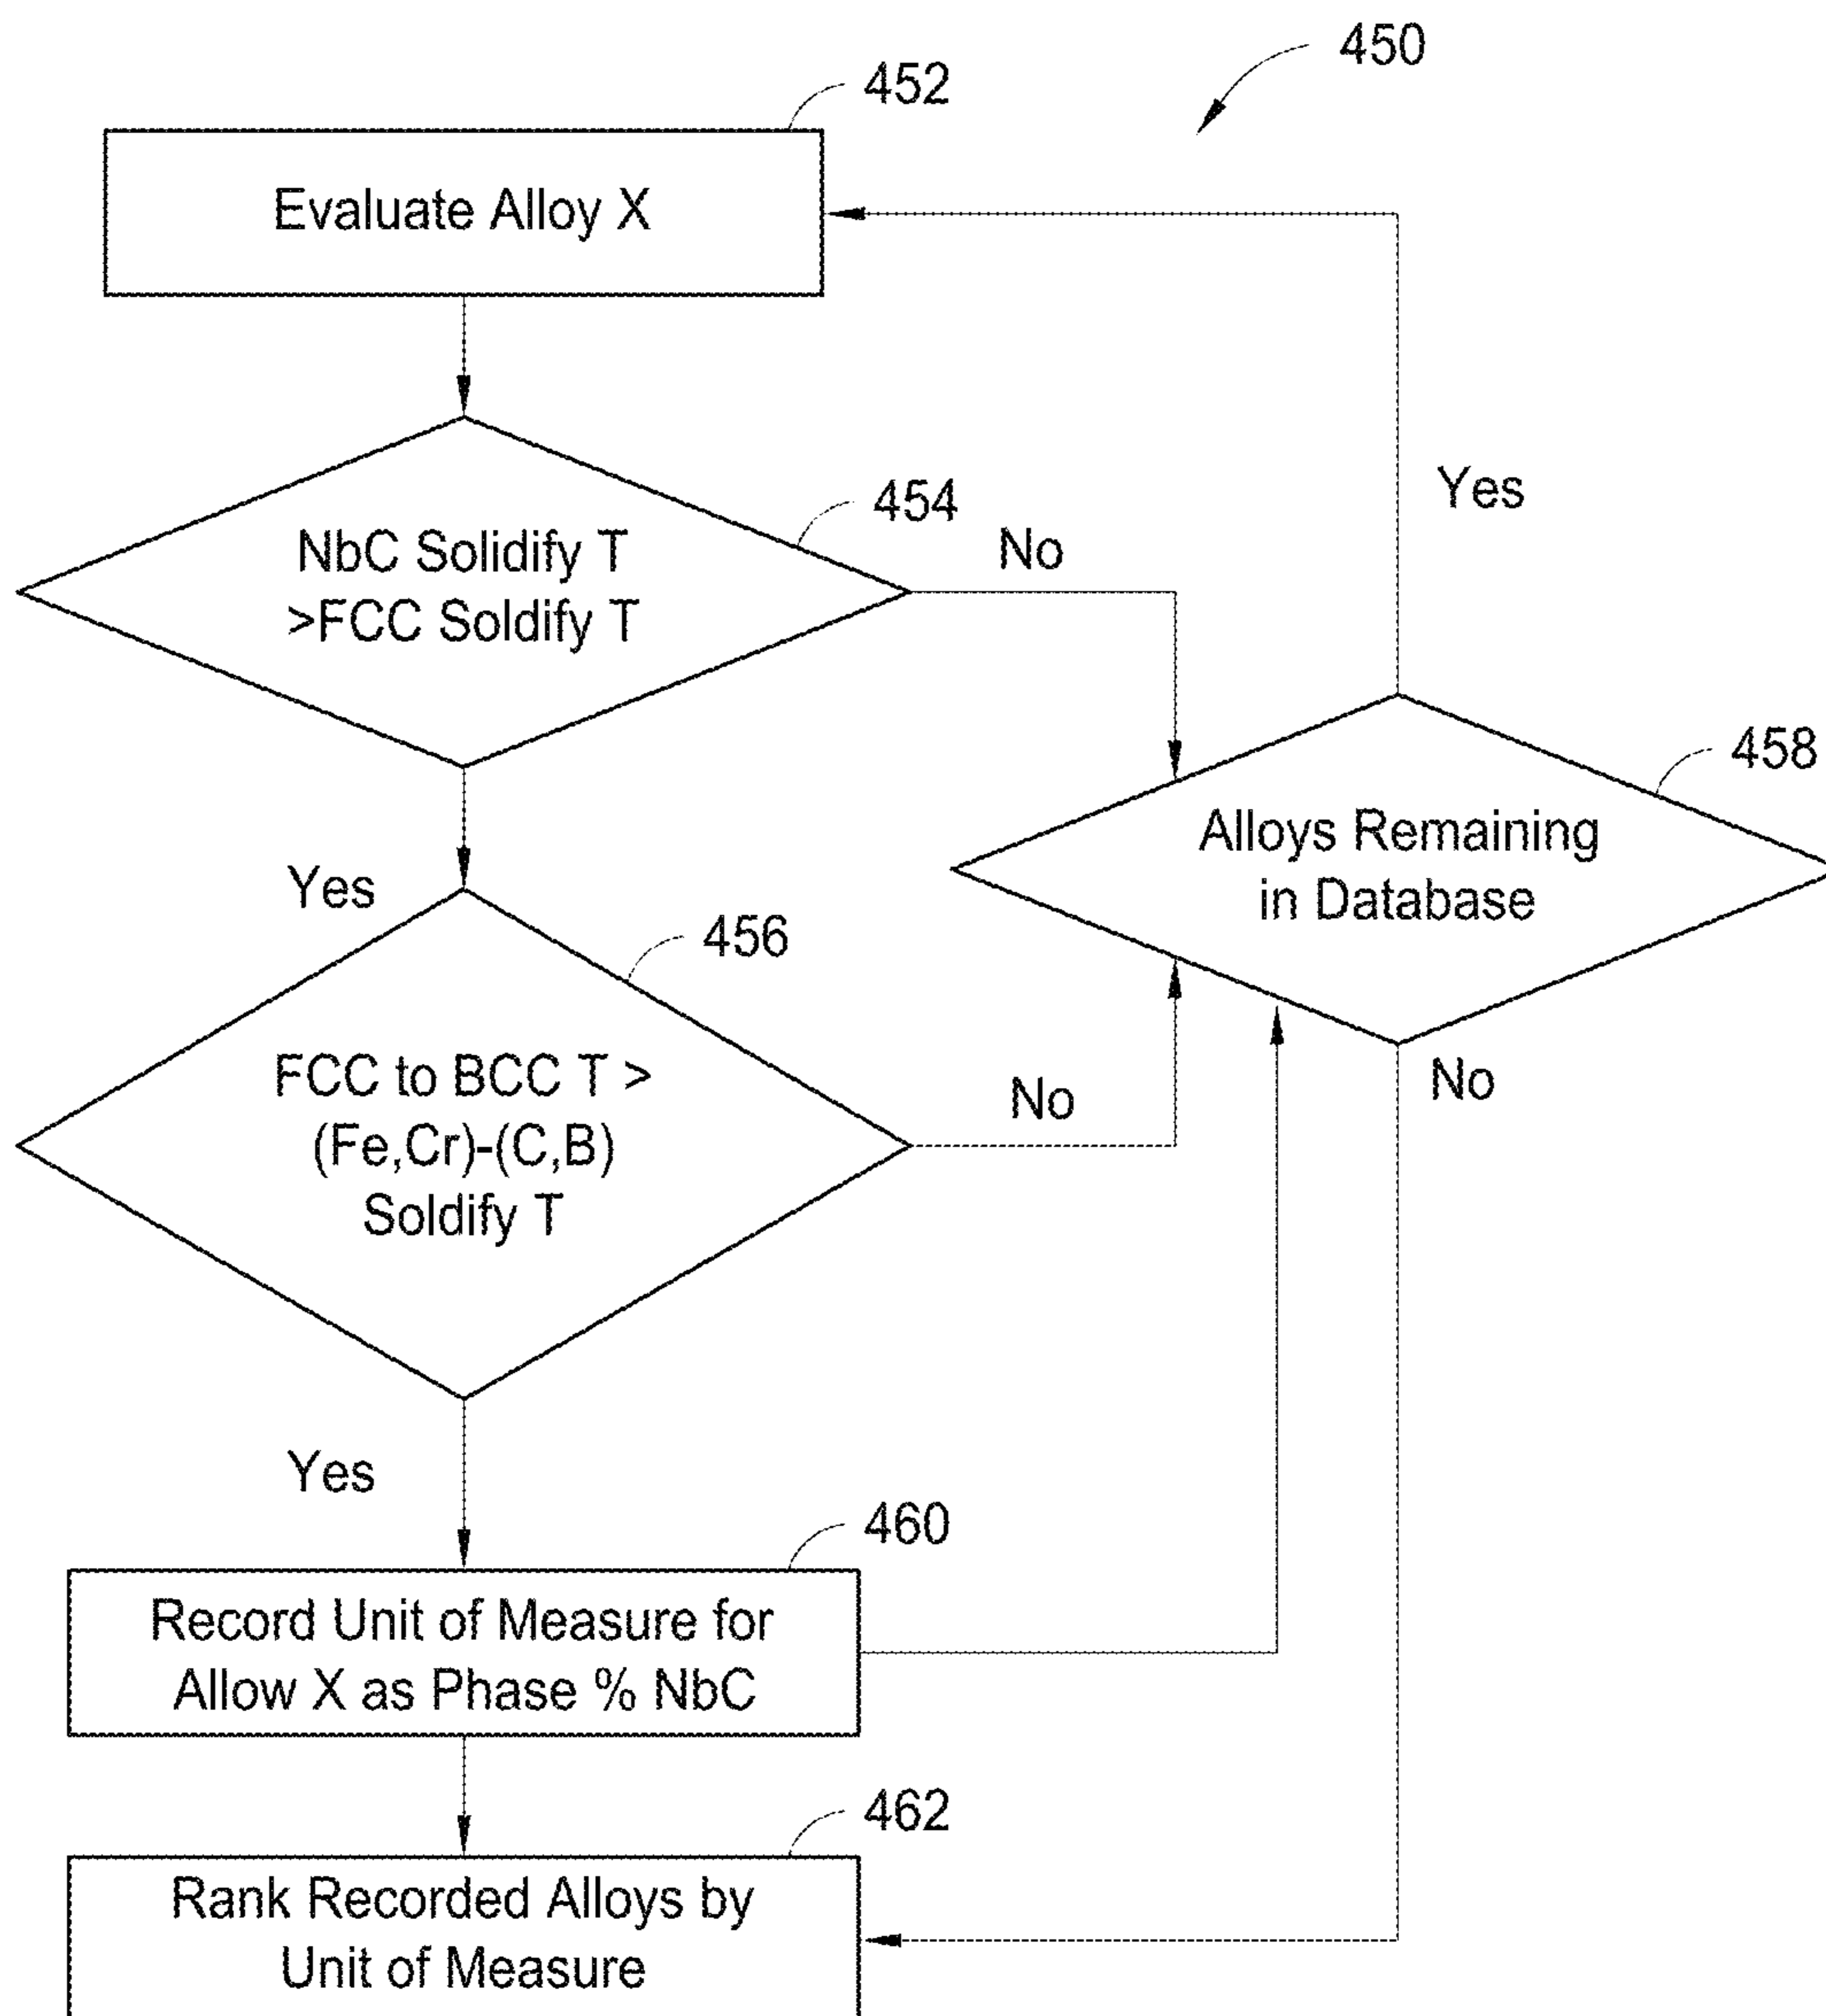 450
452
Evaluate Alloy X
454
NbC Solidify T
>FCC Soldify T
No
Yes
Yes
458
Alloys Remaining
in Database
456
FCC to BCC T >
(Fe,Cr)-(C,B)
Soldify T
No
No
Yes
460
Record Unit of Measure for
Allow X as Phase % NbC
462
Rank Recorded Alloys by
Unit of Measure